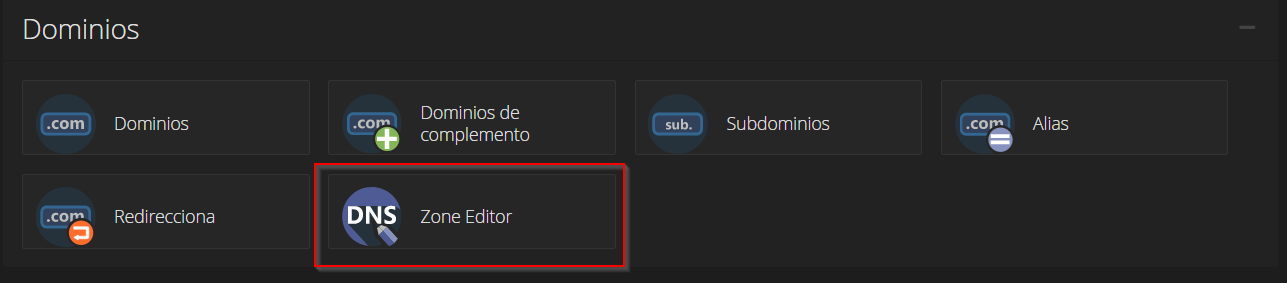 Dominios
.com Dominios
.com Dominios de
complemento
sub. Subdominios
.com Alias
.com Redirecciona
DNS Zone Editor